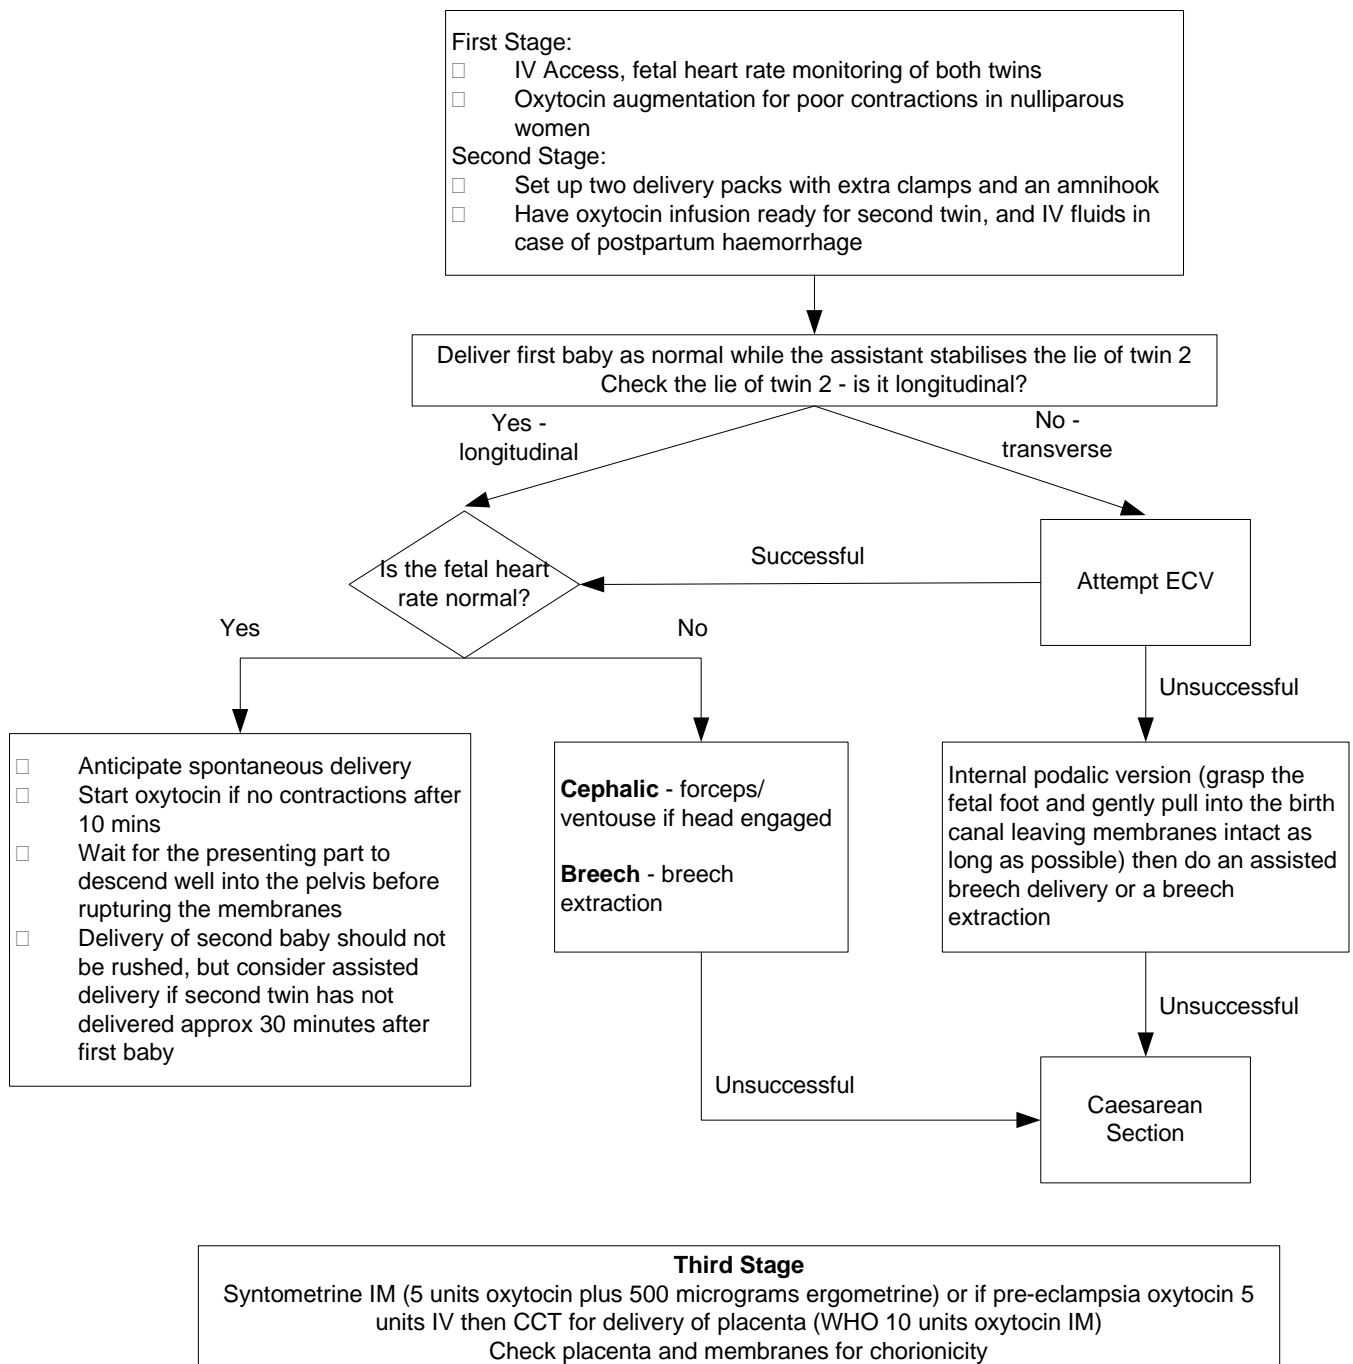 First Stage:
IV Access, fetal heart rate monitoring of both twins
Oxytocin augmentation for poor contractions in nulliparous
women
Second Stage:
Set up two delivery packs with extra clamps and an amnihook
Have oxytocin infusion ready for second twin, and IV fluids in
case of postpartum haemorrhage
Deliver first baby as normal while the assistant stabilises the lie of twin 2
Check the lie of twin 2 - is it longitudinal?
Yes -
longitudinal
No -
transverse
Is the fetal heart
rate normal?
Successful
Attempt ECV
Yes
No
Unsuccessful
Anticipate spontaneous delivery
Start oxytocin if no contractions after
10 mins
Wait for the presenting part to
descend well into the pelvis before
rupturing the membranes
Delivery of second baby should not
be rushed, but consider assisted
delivery if second twin has not
delivered approx 30 minutes after
first baby
Cephalic - forceps/
ventouse if head engaged
Breech - breech
extraction
Internal podalic version (grasp the
fetal foot and gently pull into the birth
canal leaving membranes intact as
long as possible) then do an assisted
breech delivery or a breech
extraction
Unsuccessful
Unsuccessful
Caesarean
Section
Third Stage
Syntometrine IM (5 units oxytocin plus 500 micrograms ergometrine) or if pre-eclampsia oxytocin 5
units IV then CCT for delivery of placenta (WHO 10 units oxytocin IM)
Check placenta and membranes for chorionicity